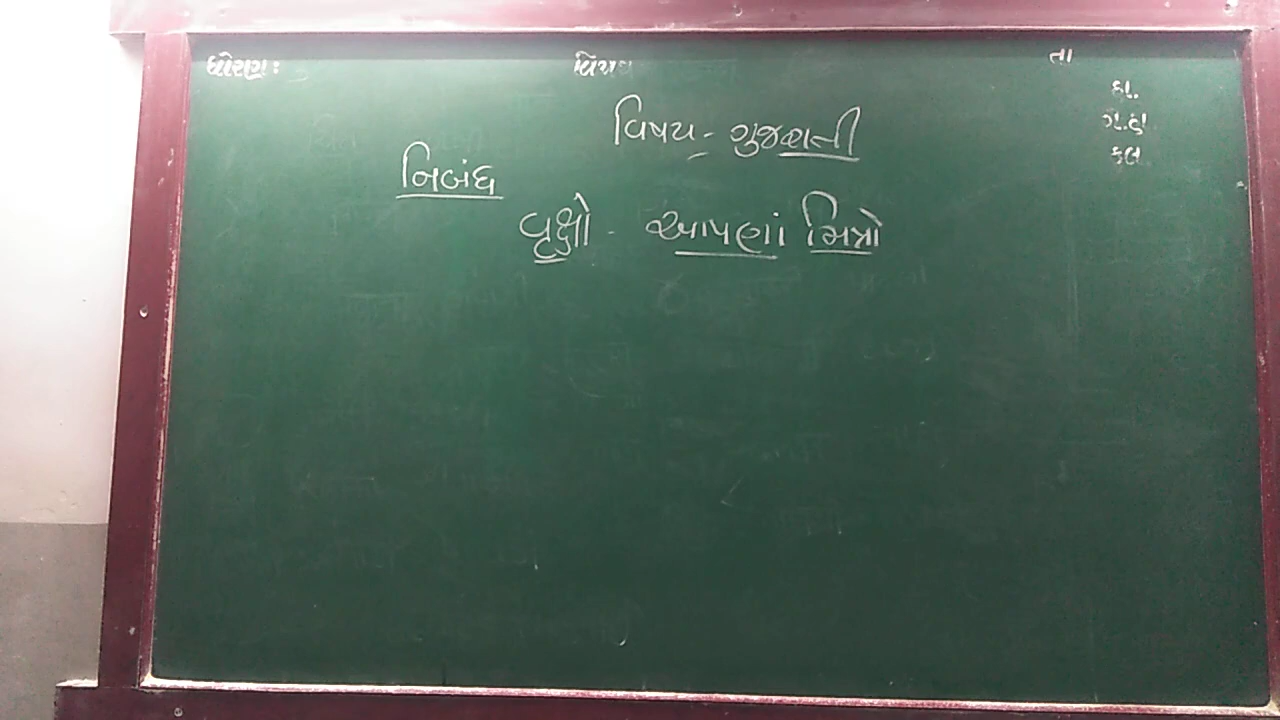 ધોરણ: વિષય તા
હા.
ગે.હા
કુલ
વિષય - ગુજરાતી
નિબંધ
વૃક્ષો - આપણાં મિત્રો